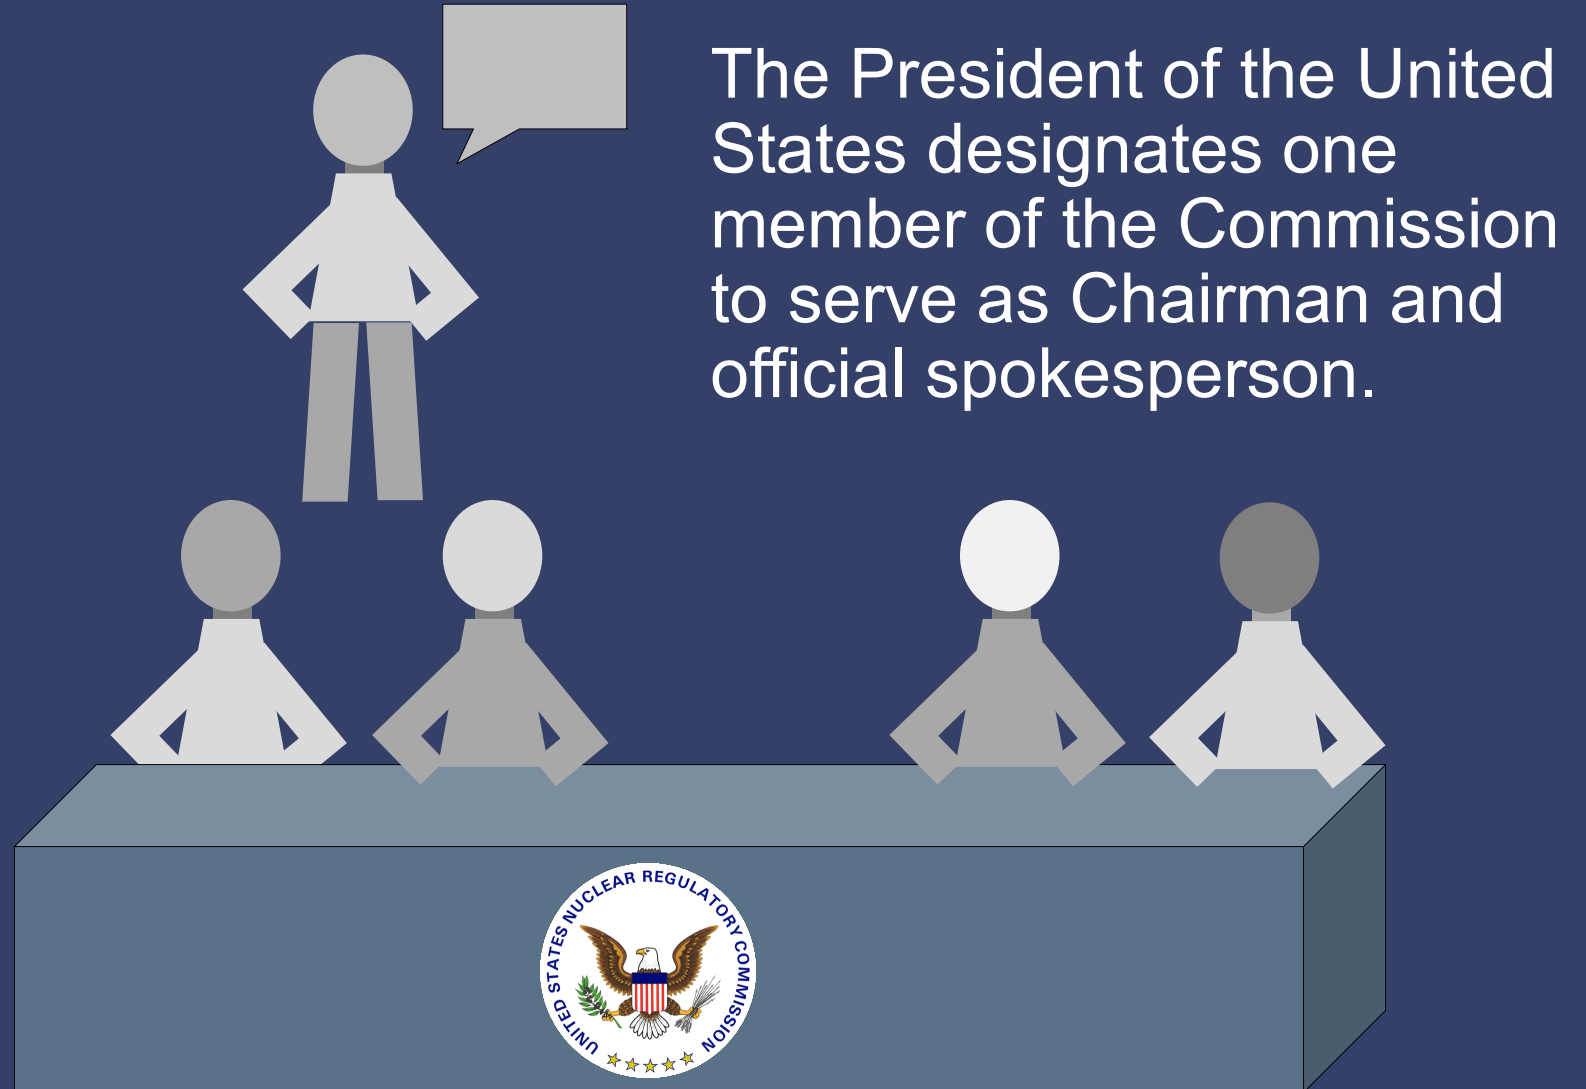 The President of the United
States designates one
member of the Commission
to serve as Chairman and
official spokesperson.
UNITED STATES NUCLEAR REGULATORY COMMISSION